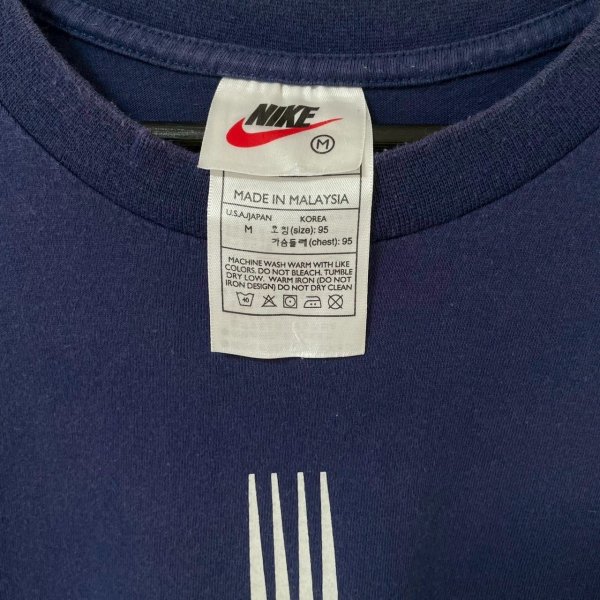 NIKE
M
MADE IN MALAYSIA
U.S.A./JAPAN KOREA
M 호칭(size): 95
가슴둘레(chest): 95
MACHINE WASH WARM WITH LIKE
COLORS. DO NOT BLEACH. TUMBLE
DRY LOW. WARM IRON (DO NOT
IRON DESIGN) DO NOT DRY CLEAN
40